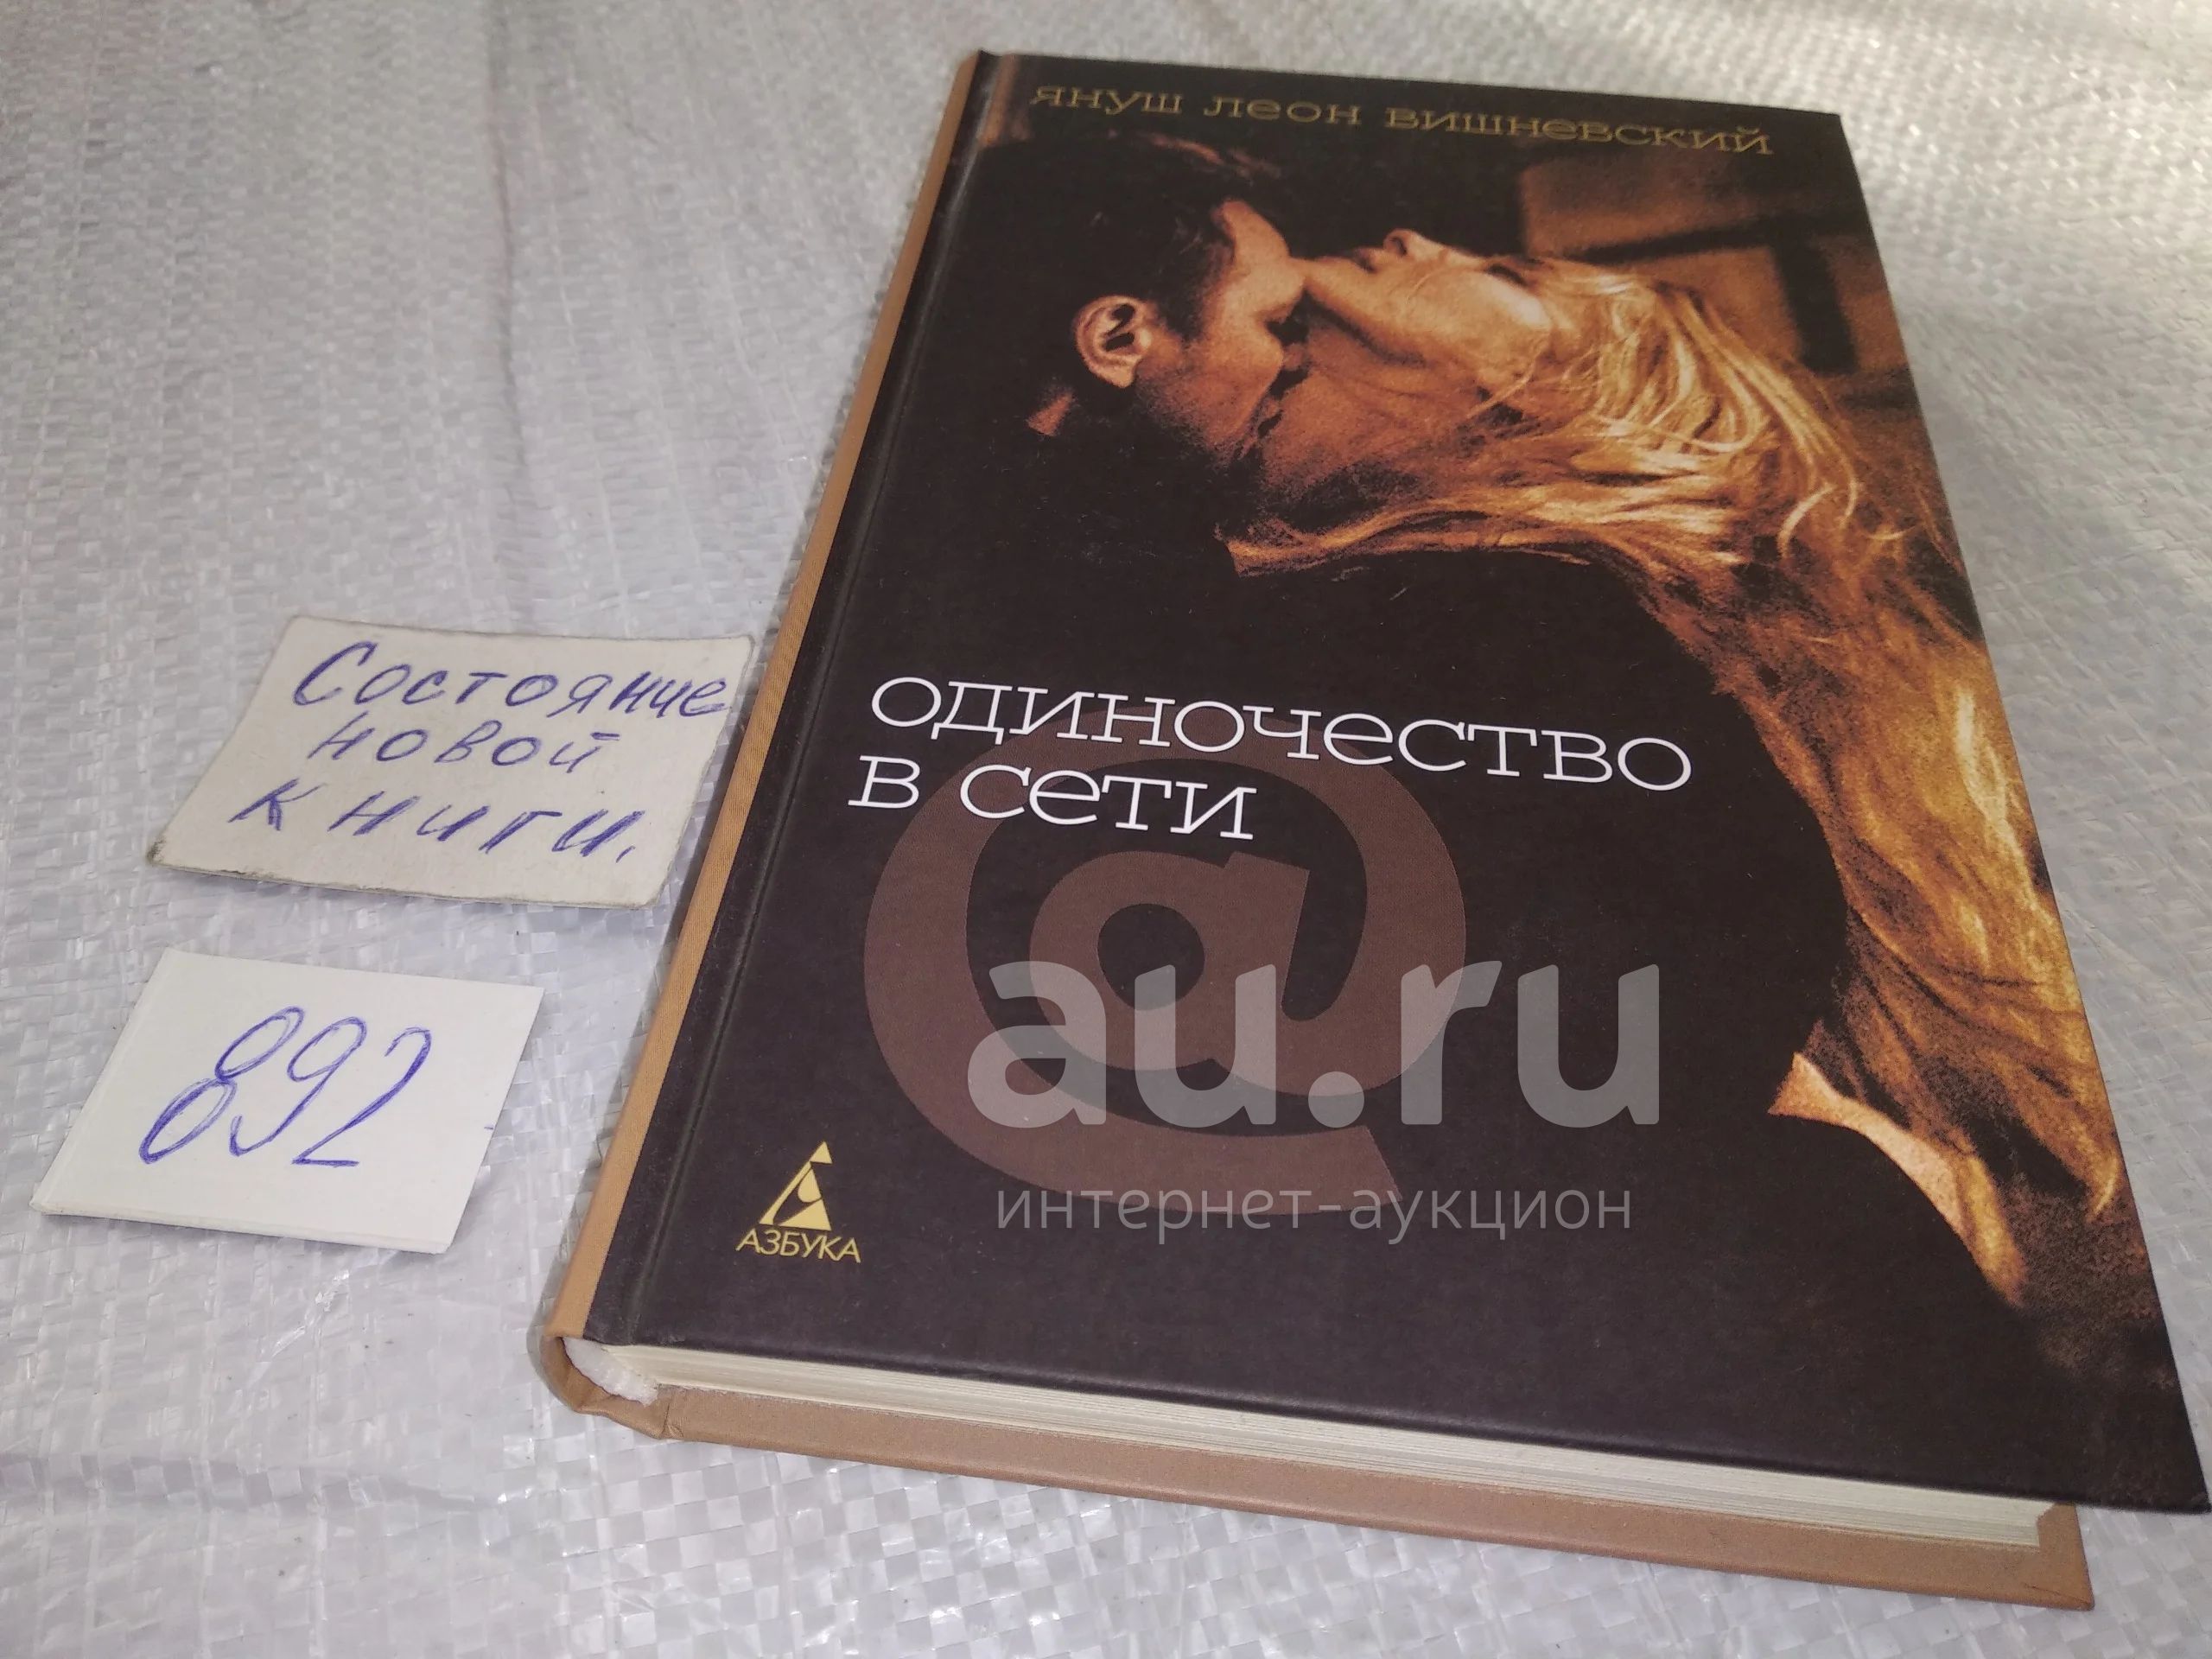 януш леон вишневский
одиночество
в сети
@
au.ru
интернет-аукцион
АЗБУКА
Состояние
новой
книги.
892